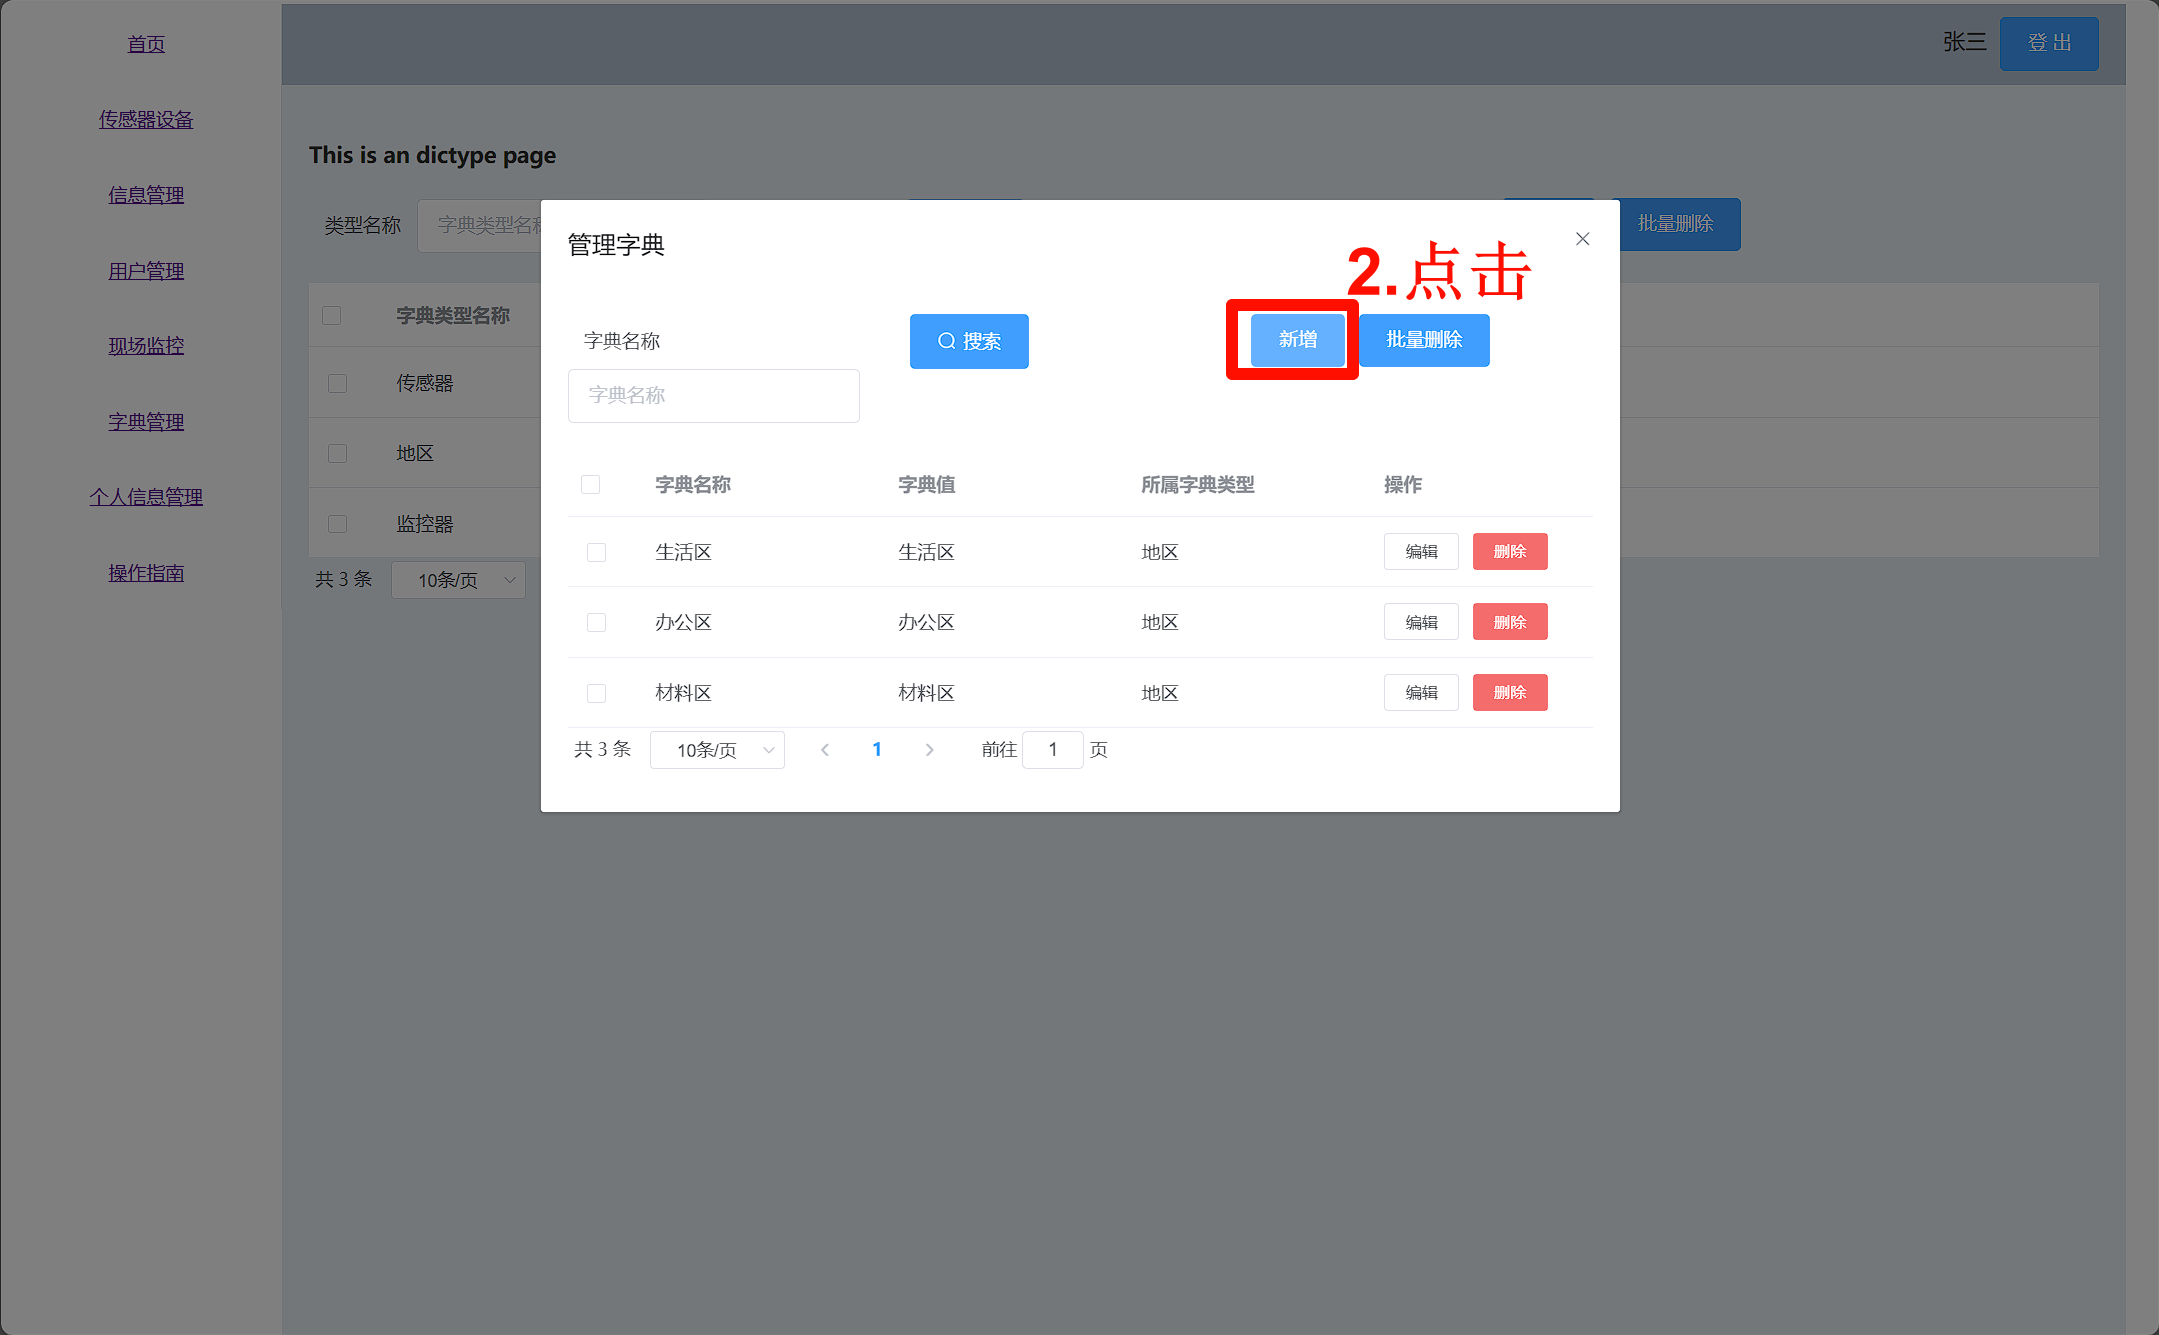 首页
传感器设备
信息管理
用户管理
现场监控
字典管理
个人信息管理
操作指南
张三 登 出
This is an dictype page
类型名称 字典类型名称 批量删除
字典类型名称
传感器
地区
监控器
共 3 条 10条/页
管理字典
2.点击
字典名称 搜索 新增 批量删除
字典名称
字典名称 字典值 所属字典类型 操作
生活区 生活区 地区 编辑 删除
办公区 办公区 地区 编辑 删除
材料区 材料区 地区 编辑 删除
共 3 条 10条/页 1 前往 1 页